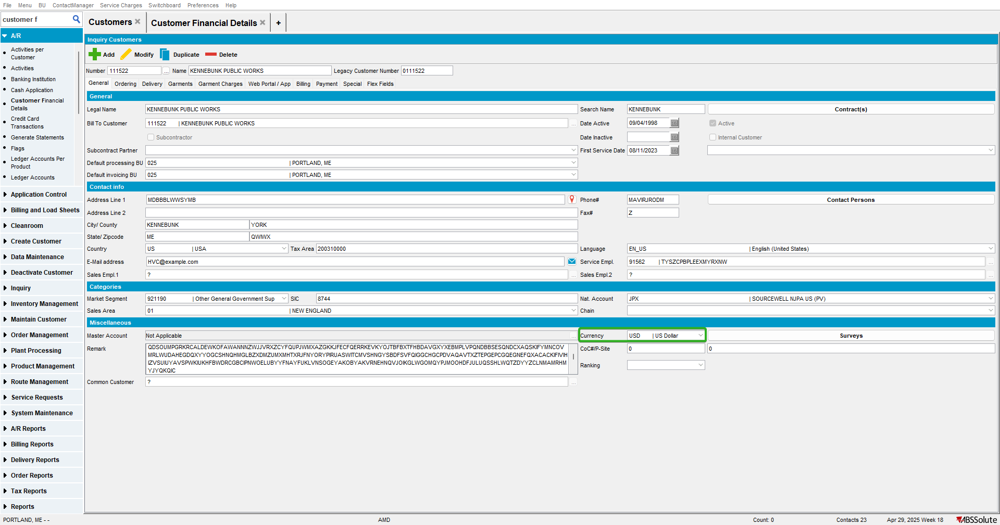 File Menu BU ContactManager Service Charges Switchboard Preferences Help
customer f
Customers
Customer Financial Details
+
A/R
Activities per
Customer
Activities
Banking Institution
Cash Application
Customer Financial
Details
Credit Card
Transactions
Generate Statements
Flags
Ledger Accounts Per
Product
Ledger Accounts
Application Control
Billing and Load Sheets
Cleanroom
Create Customer
Data Maintenance
Deactivate Customer
Inquiry
Inventory Management
Maintain Customer
Order Management
Plant Processing
Product Management
Route Management
Service Requests
System Maintenance
A/R Reports
Billing Reports
Delivery Reports
Order Reports
Tax Reports
Reports
Inquiry Customers
Add Modify Duplicate Delete
Number 111522 ... Name KENNEBUNK PUBLIC WORKS Legacy Customer Number 0111522
General Ordering Delivery Garments Garment Charges Web Portal / App Billing Payment Special Flex Fields
General
Legal Name KENNEBUNK PUBLIC WORKS Search Name KENNEBUNK Contract(s)
Bill To Customer 111522 | KENNEBUNK PUBLIC WORKS ... Date Active 09/04/1998 16 Active
Subcontractor Date Inactive 16 Internal Customer
Subcontract Partner First Service Date 08/11/2023 16
Default processing BU 025 | PORTLAND, ME
Default invoicing BU 025 | PORTLAND, ME
Contact info
Address Line 1 MDBBBLWWSYMB Phone# MAVIRJRODM Contact Persons
Address Line 2 Fax# Z
City/ County KENNEBUNK YORK
State/ Zipcode ME QWIWX
Country US | USA Tax Area 200310000 Language EN_US | English (United States)
E-Mail address HVC@example.com Service Empl. 91562 | TYSZCPBPLEEXMYRXNW ...
Sales Empl.1 ? ... Sales Empl.2 ? ...
Categories
Market Segment 921190 | Other General Government Sup SIC 8744 Nat. Account JPX | SOURCEWELL NJPA US (PV)
Sales Area 01 | NEW ENGLAND Chain
Miscellaneous
Master Account Not Applicable ... Currency USD | US Dollar Surveys
Remark
QDSOUMPGRKRCALDEWKOFAWANNNZWJJVRXZCYFQUPJWMXAZGKKJFECFQERRKEVKYOJTBFBXTFHBDAVGXYXEBMPLVPQNDBBSESQNDCXAQSKIFYMNCOV
MRLWUDAHEGDQXYYOGCSHNQHMGLBZXDMZUMXMHTXRJFNYORYPIRUASWITCMVSHNGYSBDFSVFQIGGCHGCPDVAQAVTXZTEPGEPCGQEGNEFQXACACKIFIVIH
IZVSUIUYAVSPWKIUKHFBWDRCGBCIPNWOELUBYYFNAYFUKLVNSOGEYAKOBYAKVRNEHNQVJOIKGLWGOMQYPJMOOHDFJULUQSSHLWQTZDYYZCLNMAMRHM
YJYQKQIC
CoC#/P-Site 0 0
Ranking
Common Customer ? ...
PORTLAND, ME - - AMD Count: 0 Contacts 23 Apr 29, 2025 Week 18 ABSSolute